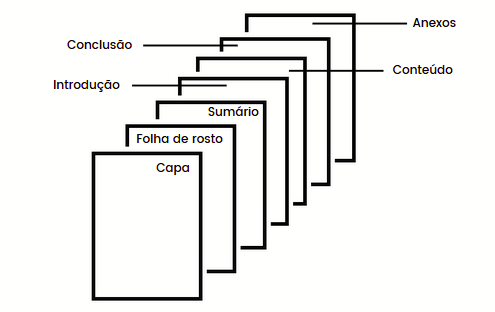 Anexos
Conclusão
Conteúdo
Introdução
Sumário
Folha de rosto
Capa